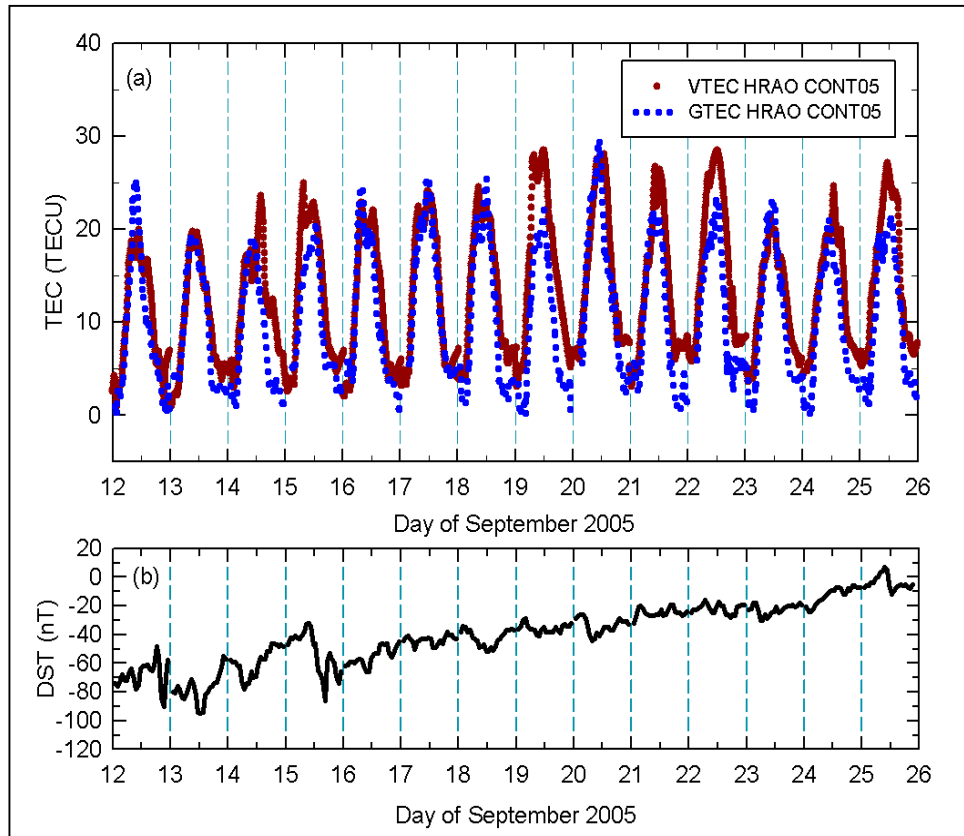 40
(a)
VTEC HRAO CONT05
GTEC HRAO CONT05
30
20
10
0
TEC (TECU)
12 13 14 15 16 17 18 19 20 21 22 23 24 25 26
Day of September 2005
20
(b)
0
-20
-40
-60
-80
-100
-120
DST (nT)
12 13 14 15 16 17 18 19 20 21 22 23 24 25 26
Day of September 2005